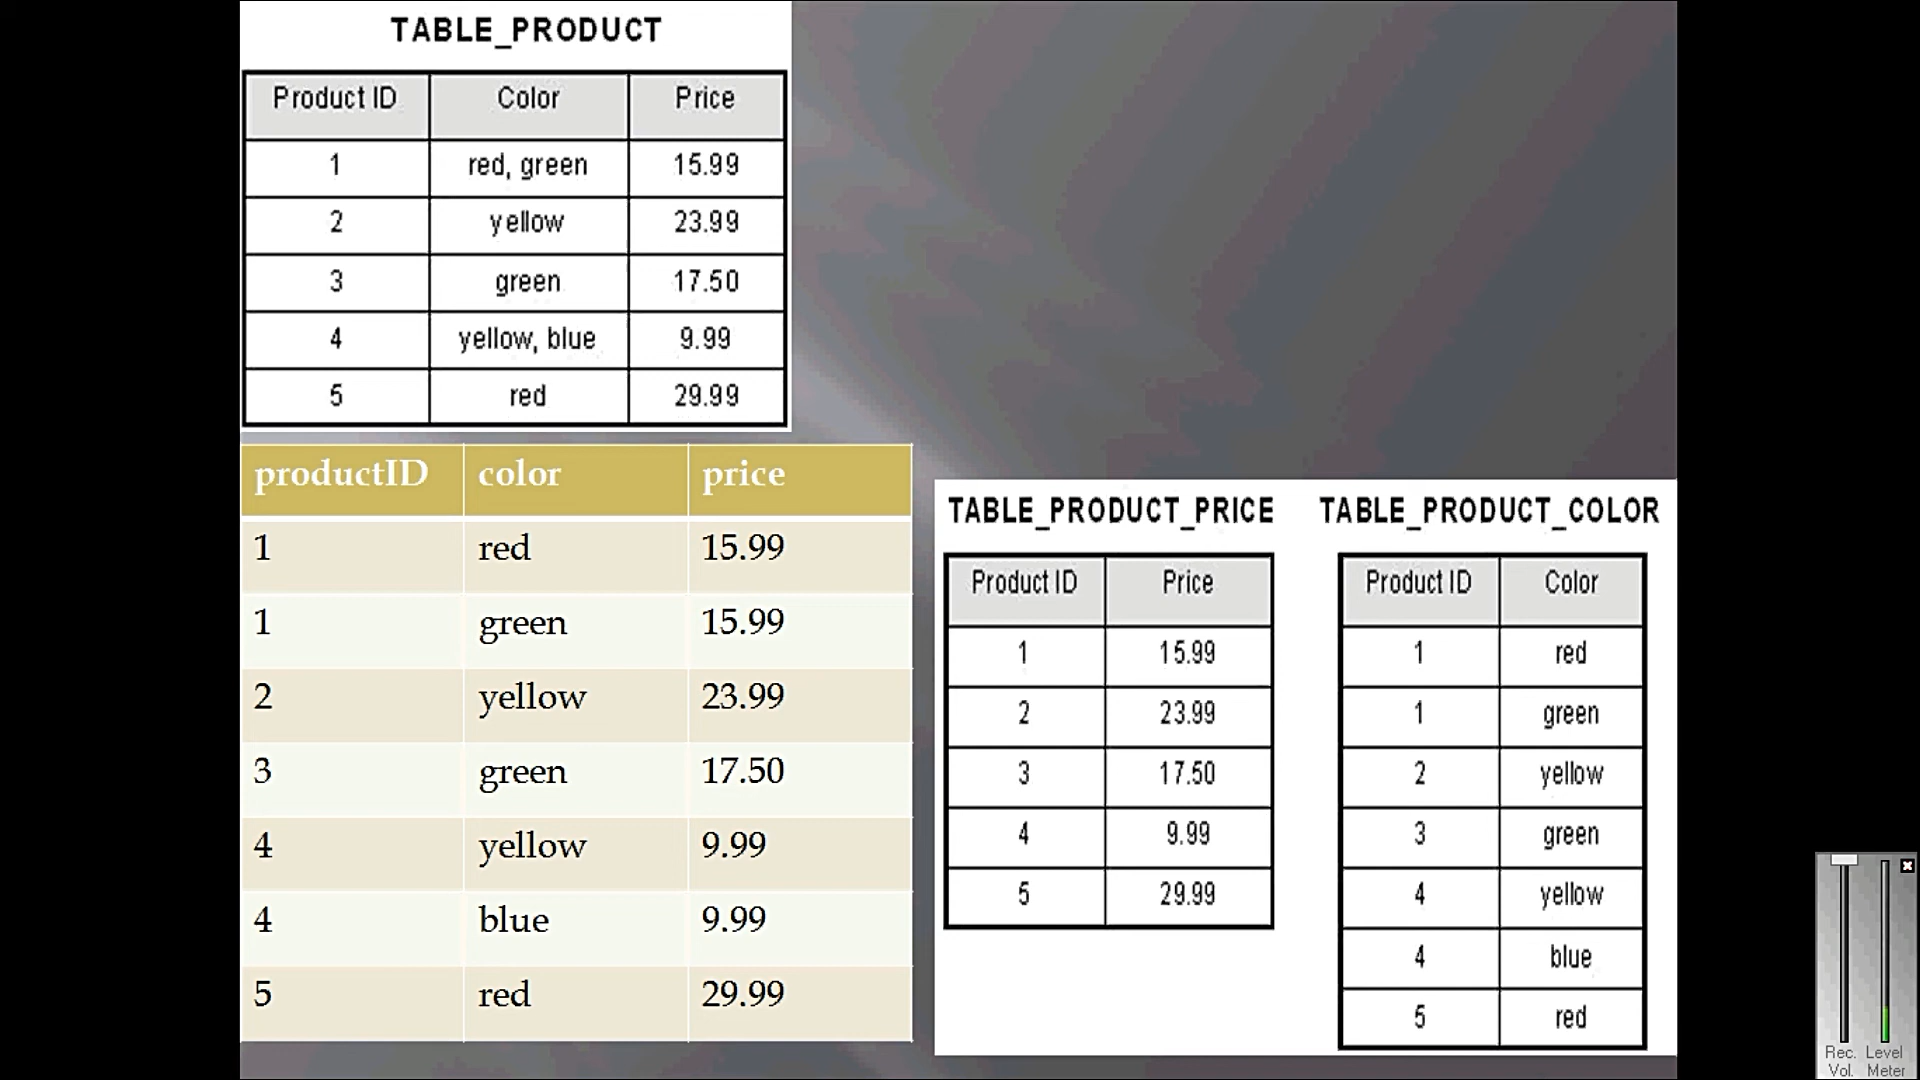 TABLE_PRODUCT
Product ID Color Price
1 red, green 15.99
2 yellow 23.99
3 green 17.50
4 yellow, blue 9.99
5 red 29.99
productID color price
1 red 15.99
1 green 15.99
2 yellow 23.99
3 green 17.50
4 yellow 9.99
4 blue 9.99
5 red 29.99
TABLE_PRODUCT_PRICE
Product ID Price
1 15.99
2 23.99
3 17.50
4 9.99
5 29.99
TABLE_PRODUCT_COLOR
Product ID Color
1 red
1 green
2 yellow
3 green
4 yellow
4 blue
5 red
Rec. Level
Vol. Meter